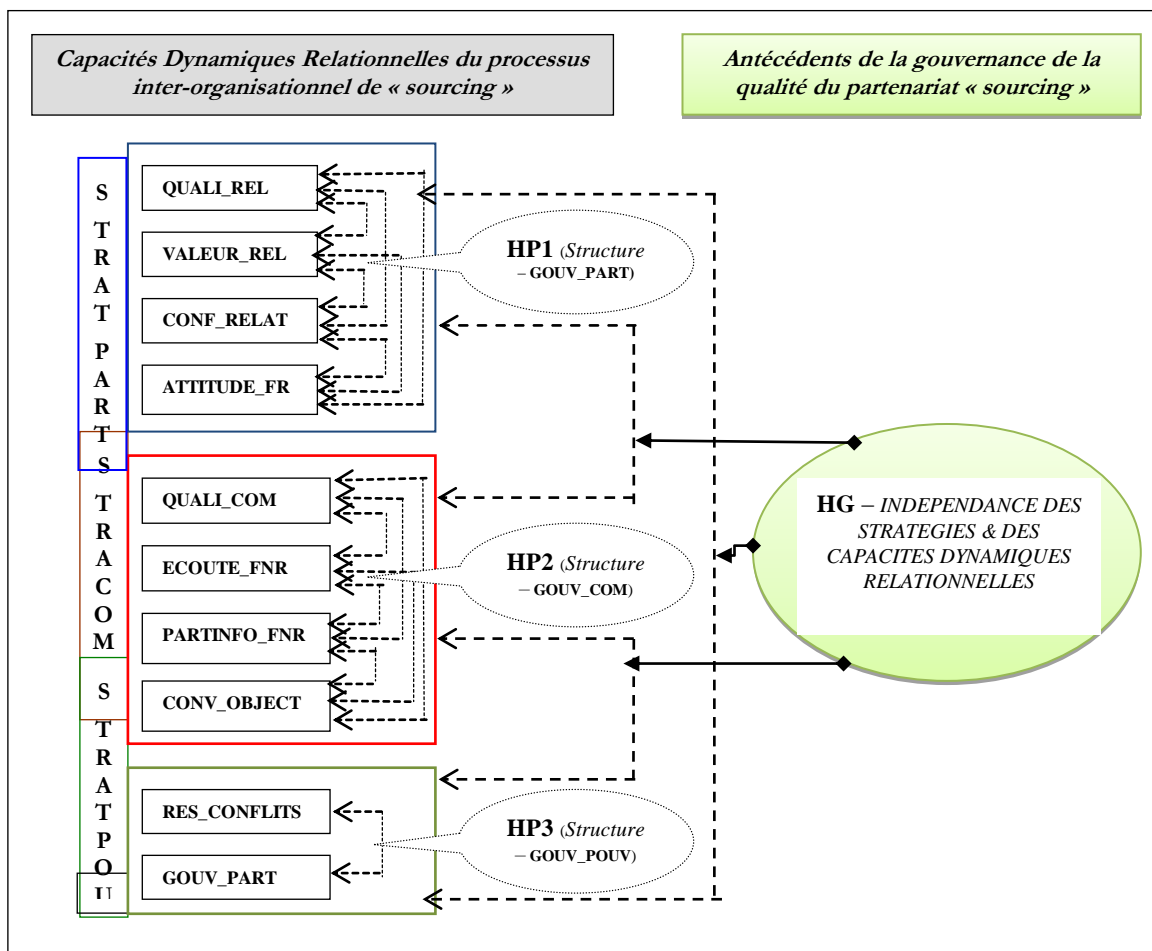 Capacités Dynamiques Relationnelles du processus
inter-organisationnel de « sourcing »
Antécédents de la gouvernance de la
qualité du partenariat « sourcing »
S
T
R
A
T
P
A
R
T
S
T
R
A
C
O
M
S
T
R
A
T
P
O
U
QUALI_REL
VALEUR_REL
CONF_RELAT
ATTITUDE_FR
HP1 (Structure
– GOUV_PART)
QUALI_COM
ECOUTE_FNR
PARTINFO_FNR
CONV_OBJECT
HP2 (Structure
– GOUV_COM)
RES_CONFLITS
GOUV_PART
HP3 (Structure
– GOUV_POUV)
HG – INDEPENDANCE DES
STRATEGIES & DES
CAPACITES DYNAMIQUES
RELATIONNELLES